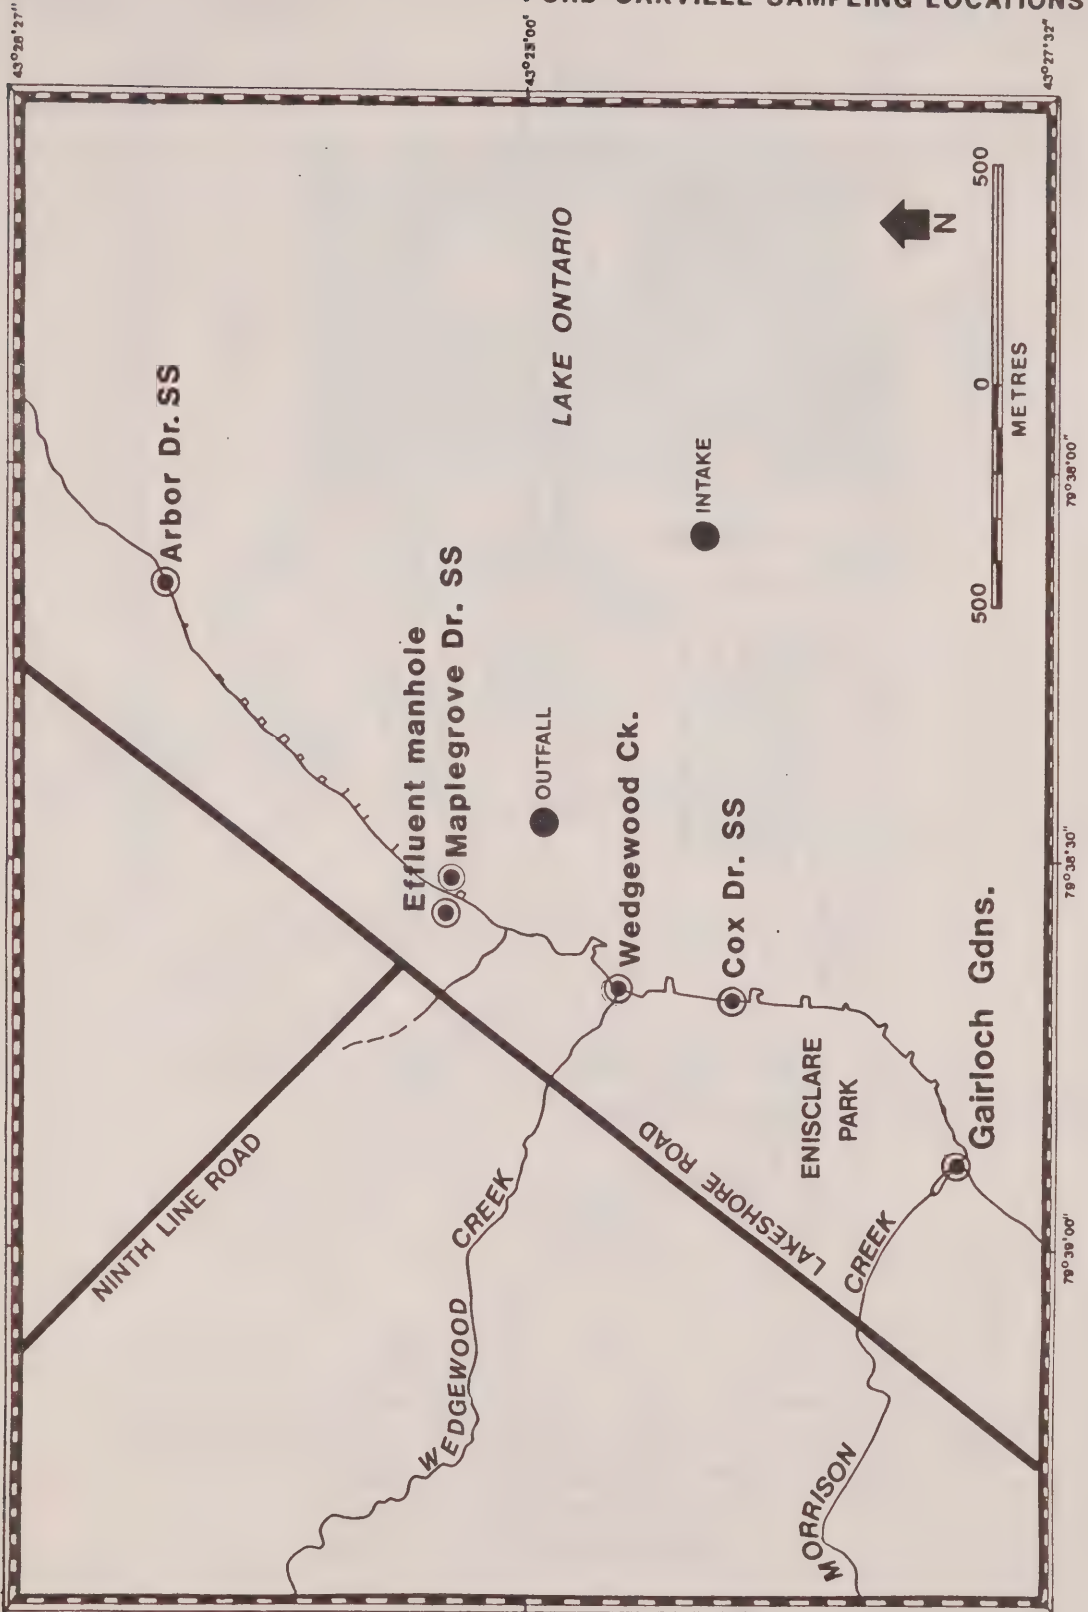 FORD OAKVILLE SAMPLING LOCATIONS
43°28'27"
43°28'00"
43°27'32"
Arbor Dr. SS
Effluent manhole
Maplegrove Dr. SS
LAKE ONTARIO
OUTFALL
INTAKE
Wedgewood Ck.
Cox Dr. SS
Gairloch Gdns.
ENISCLARE
PARK
NINTH LINE ROAD
LAKESHORE ROAD
WEDGEWOOD CREEK
MORRISON CREEK
N
500 0 500
METRES
79°39'00"
79°38'30"
79°38'00"